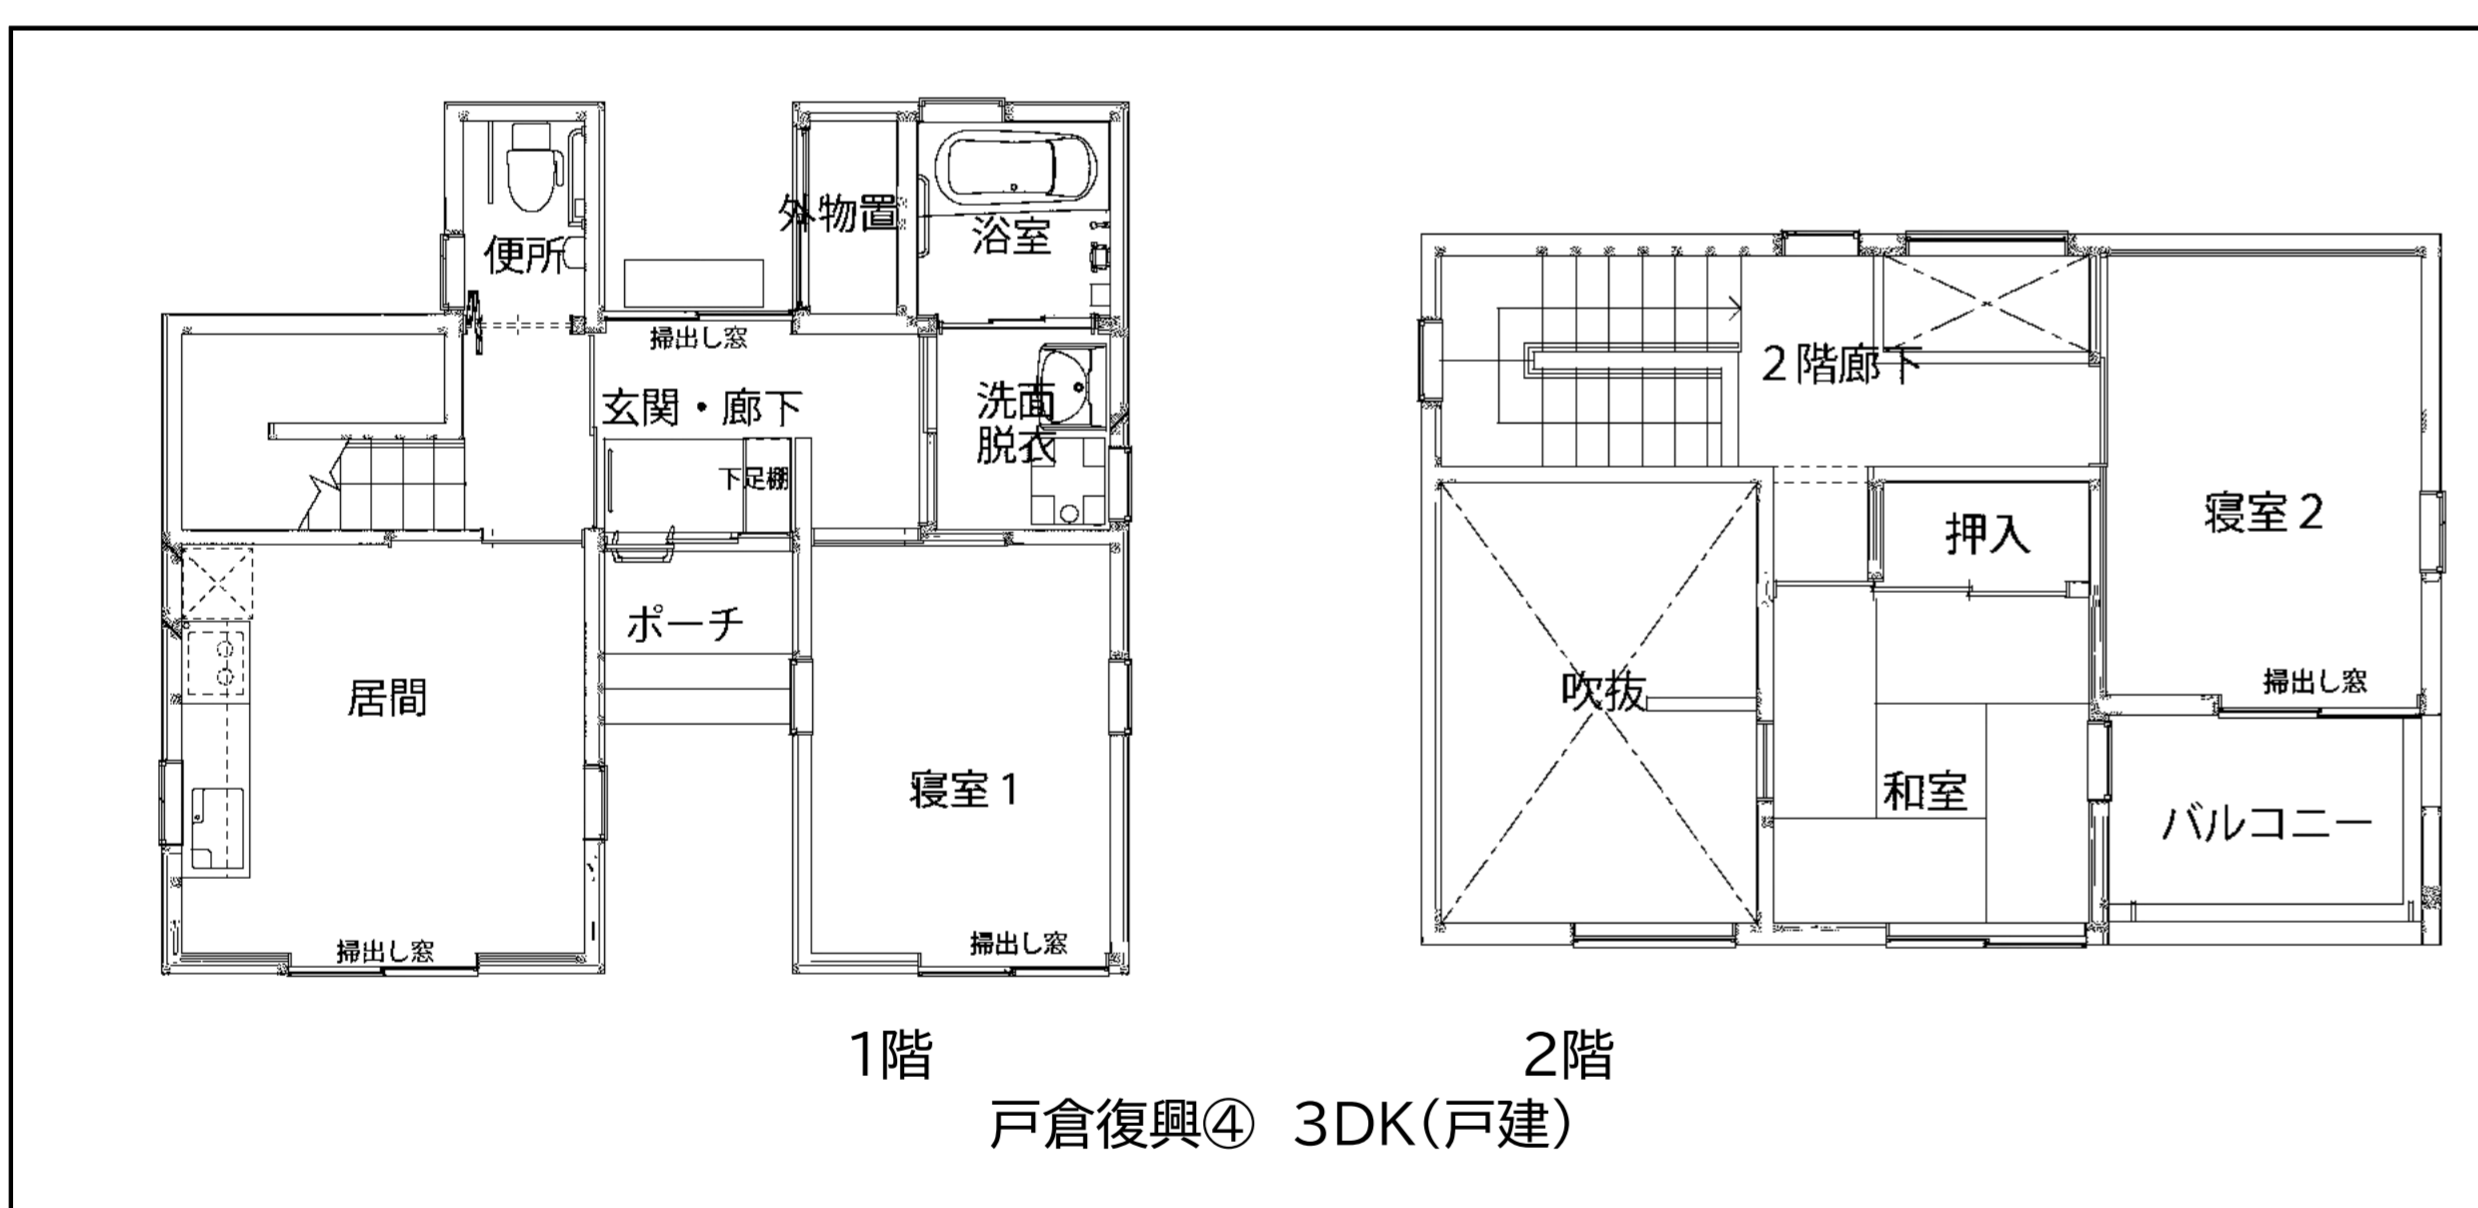 便所
外物置
浴室
掃出し窓
玄関・廊下
洗面
脱衣
下足棚
ポーチ
居間
寝室1
掃出し窓
掃出し窓
2階廊下
押入
寝室2
吹抜
掃出し窓
和室
バルコニー
1階
2階
戸倉復興④ 3DK(戸建)